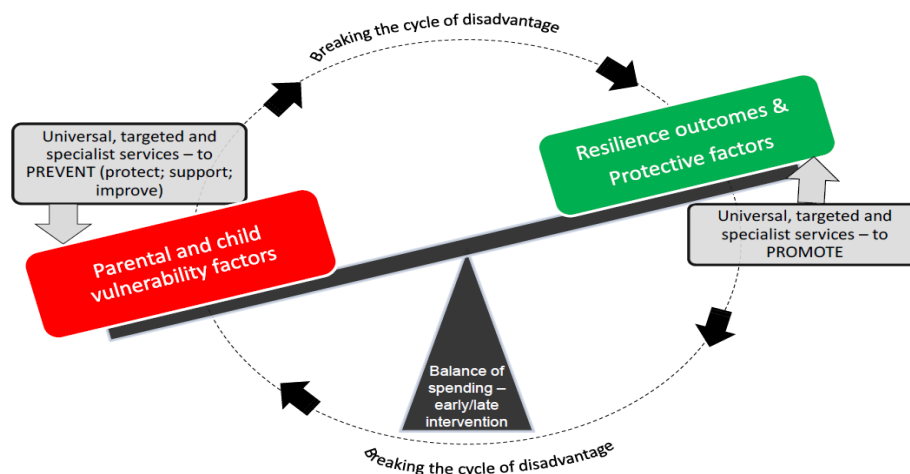 Breaking the cycle of disadvantage
Universal, targeted and
specialist services – to
PREVENT (protect; support;
improve)
Resilience outcomes &
Protective factors
Parental and child
vulnerability factors
Universal, targeted and
specialist services – to
PROMOTE
Balance of
spending –
early/late
intervention
Breaking the cycle of disadvantage